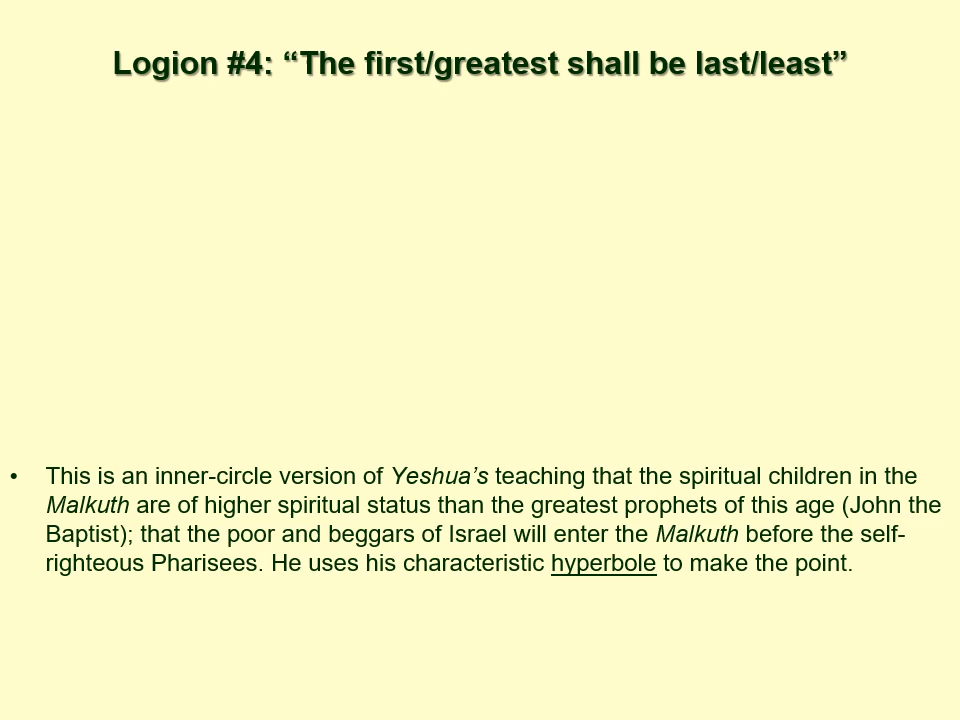 Logion #4: “The first/greatest shall be last/least”
• This is an inner-circle version of Yeshua’s teaching that the spiritual children in the
Malkuth are of higher spiritual status than the greatest prophets of this age (John the
Baptist); that the poor and beggars of Israel will enter the Malkuth before the self-
righteous Pharisees. He uses his characteristic hyperbole to make the point.